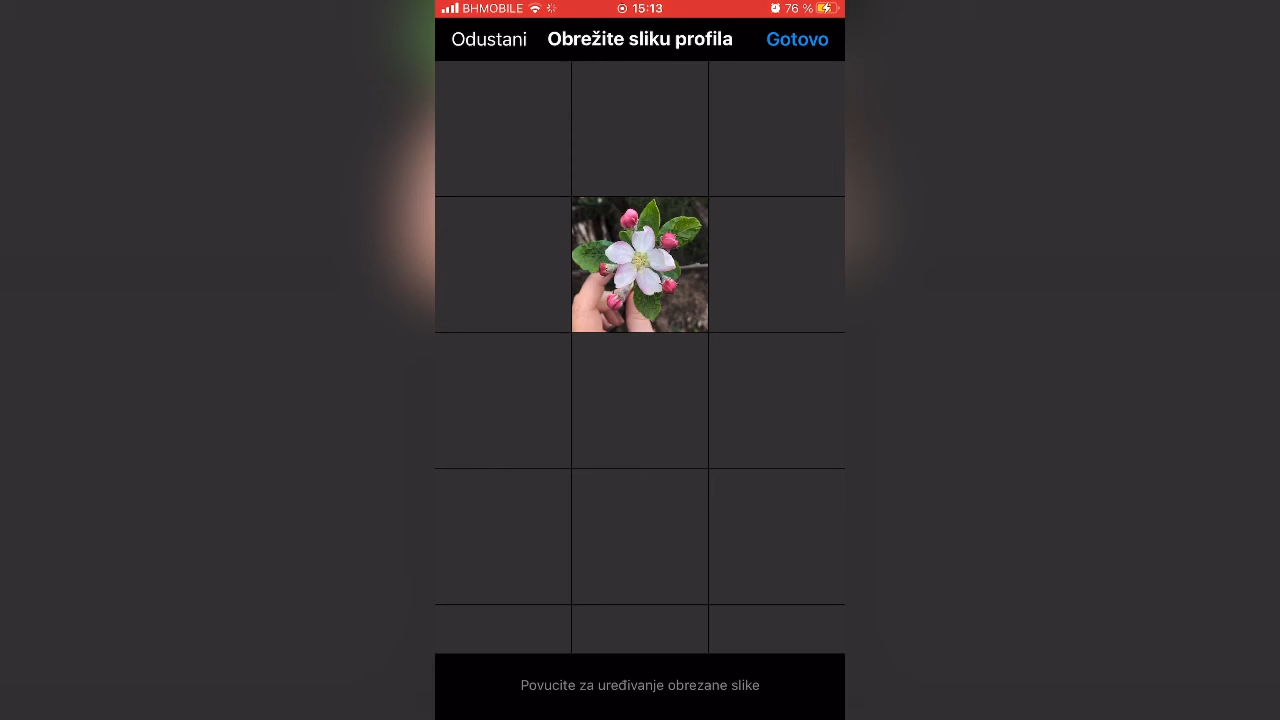 BHMOBILE 15:13 76 %
Odustani Obrežite sliku profila Gotovo
Povucite za uređivanje obrezane slike